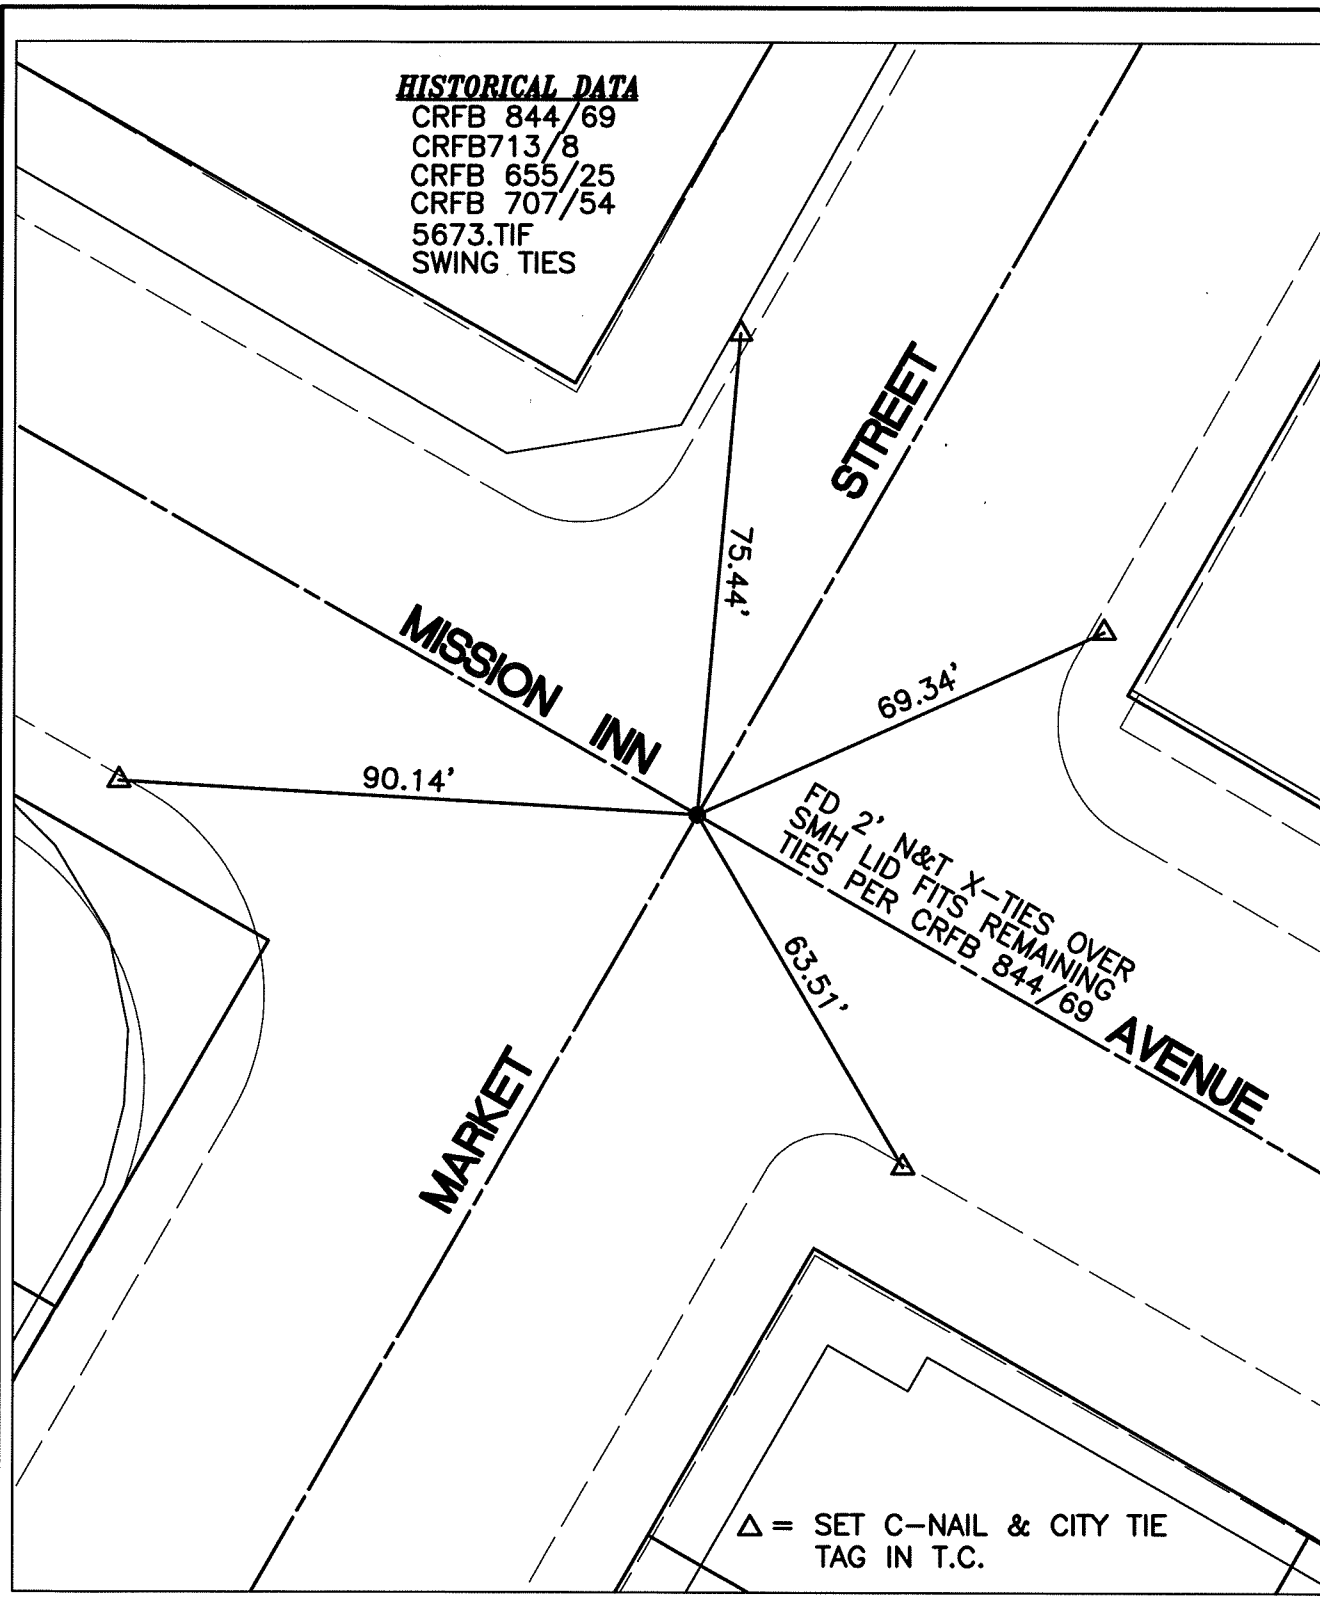 HISTORICAL DATA
CRFB 844/69
CRFB713/8
CRFB 655/25
CRFB 707/54
5673.TIF
SWING TIES
STREET
75.44'
69.34'
MISSION INN
90.14'
FD 2' N&T X-TIES OVER
SMH LID FITS REMAINING
TIES PER CRFB 844/69
AVENUE
63.51'
MARKET
△ = SET C-NAIL & CITY TIE
TAG IN T.C.